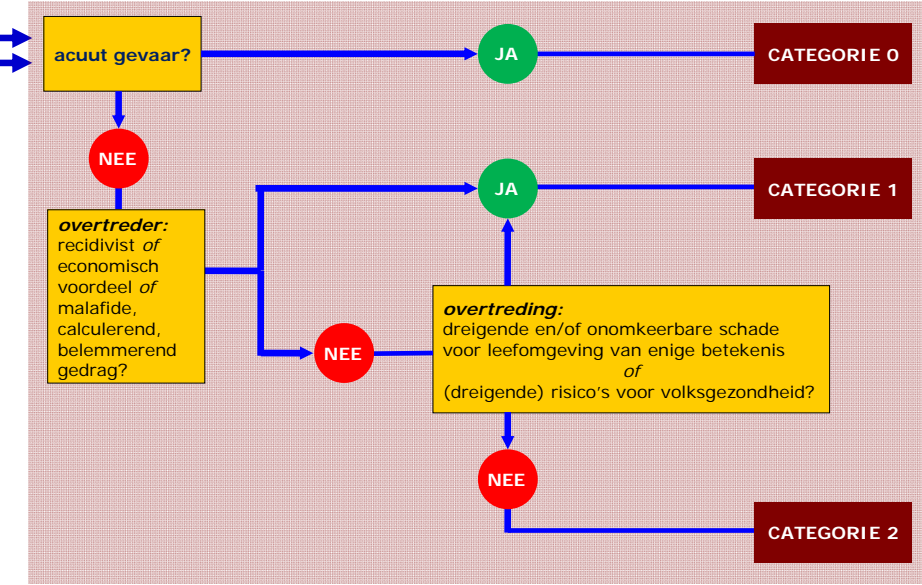 acuut gevaar?
JA
CATEGORIE 0
NEE
JA
CATEGORIE 1
overtreder:
recidivist of
economisch
voordeel of
malafide,
calculerend,
belemmerend
gedrag?
NEE
overtreding:
dreigende en/of onomkeerbare schade
voor leefomgeving van enige betekenis
of
(dreigende) risico's voor volksgezondheid?
NEE
CATEGORIE 2